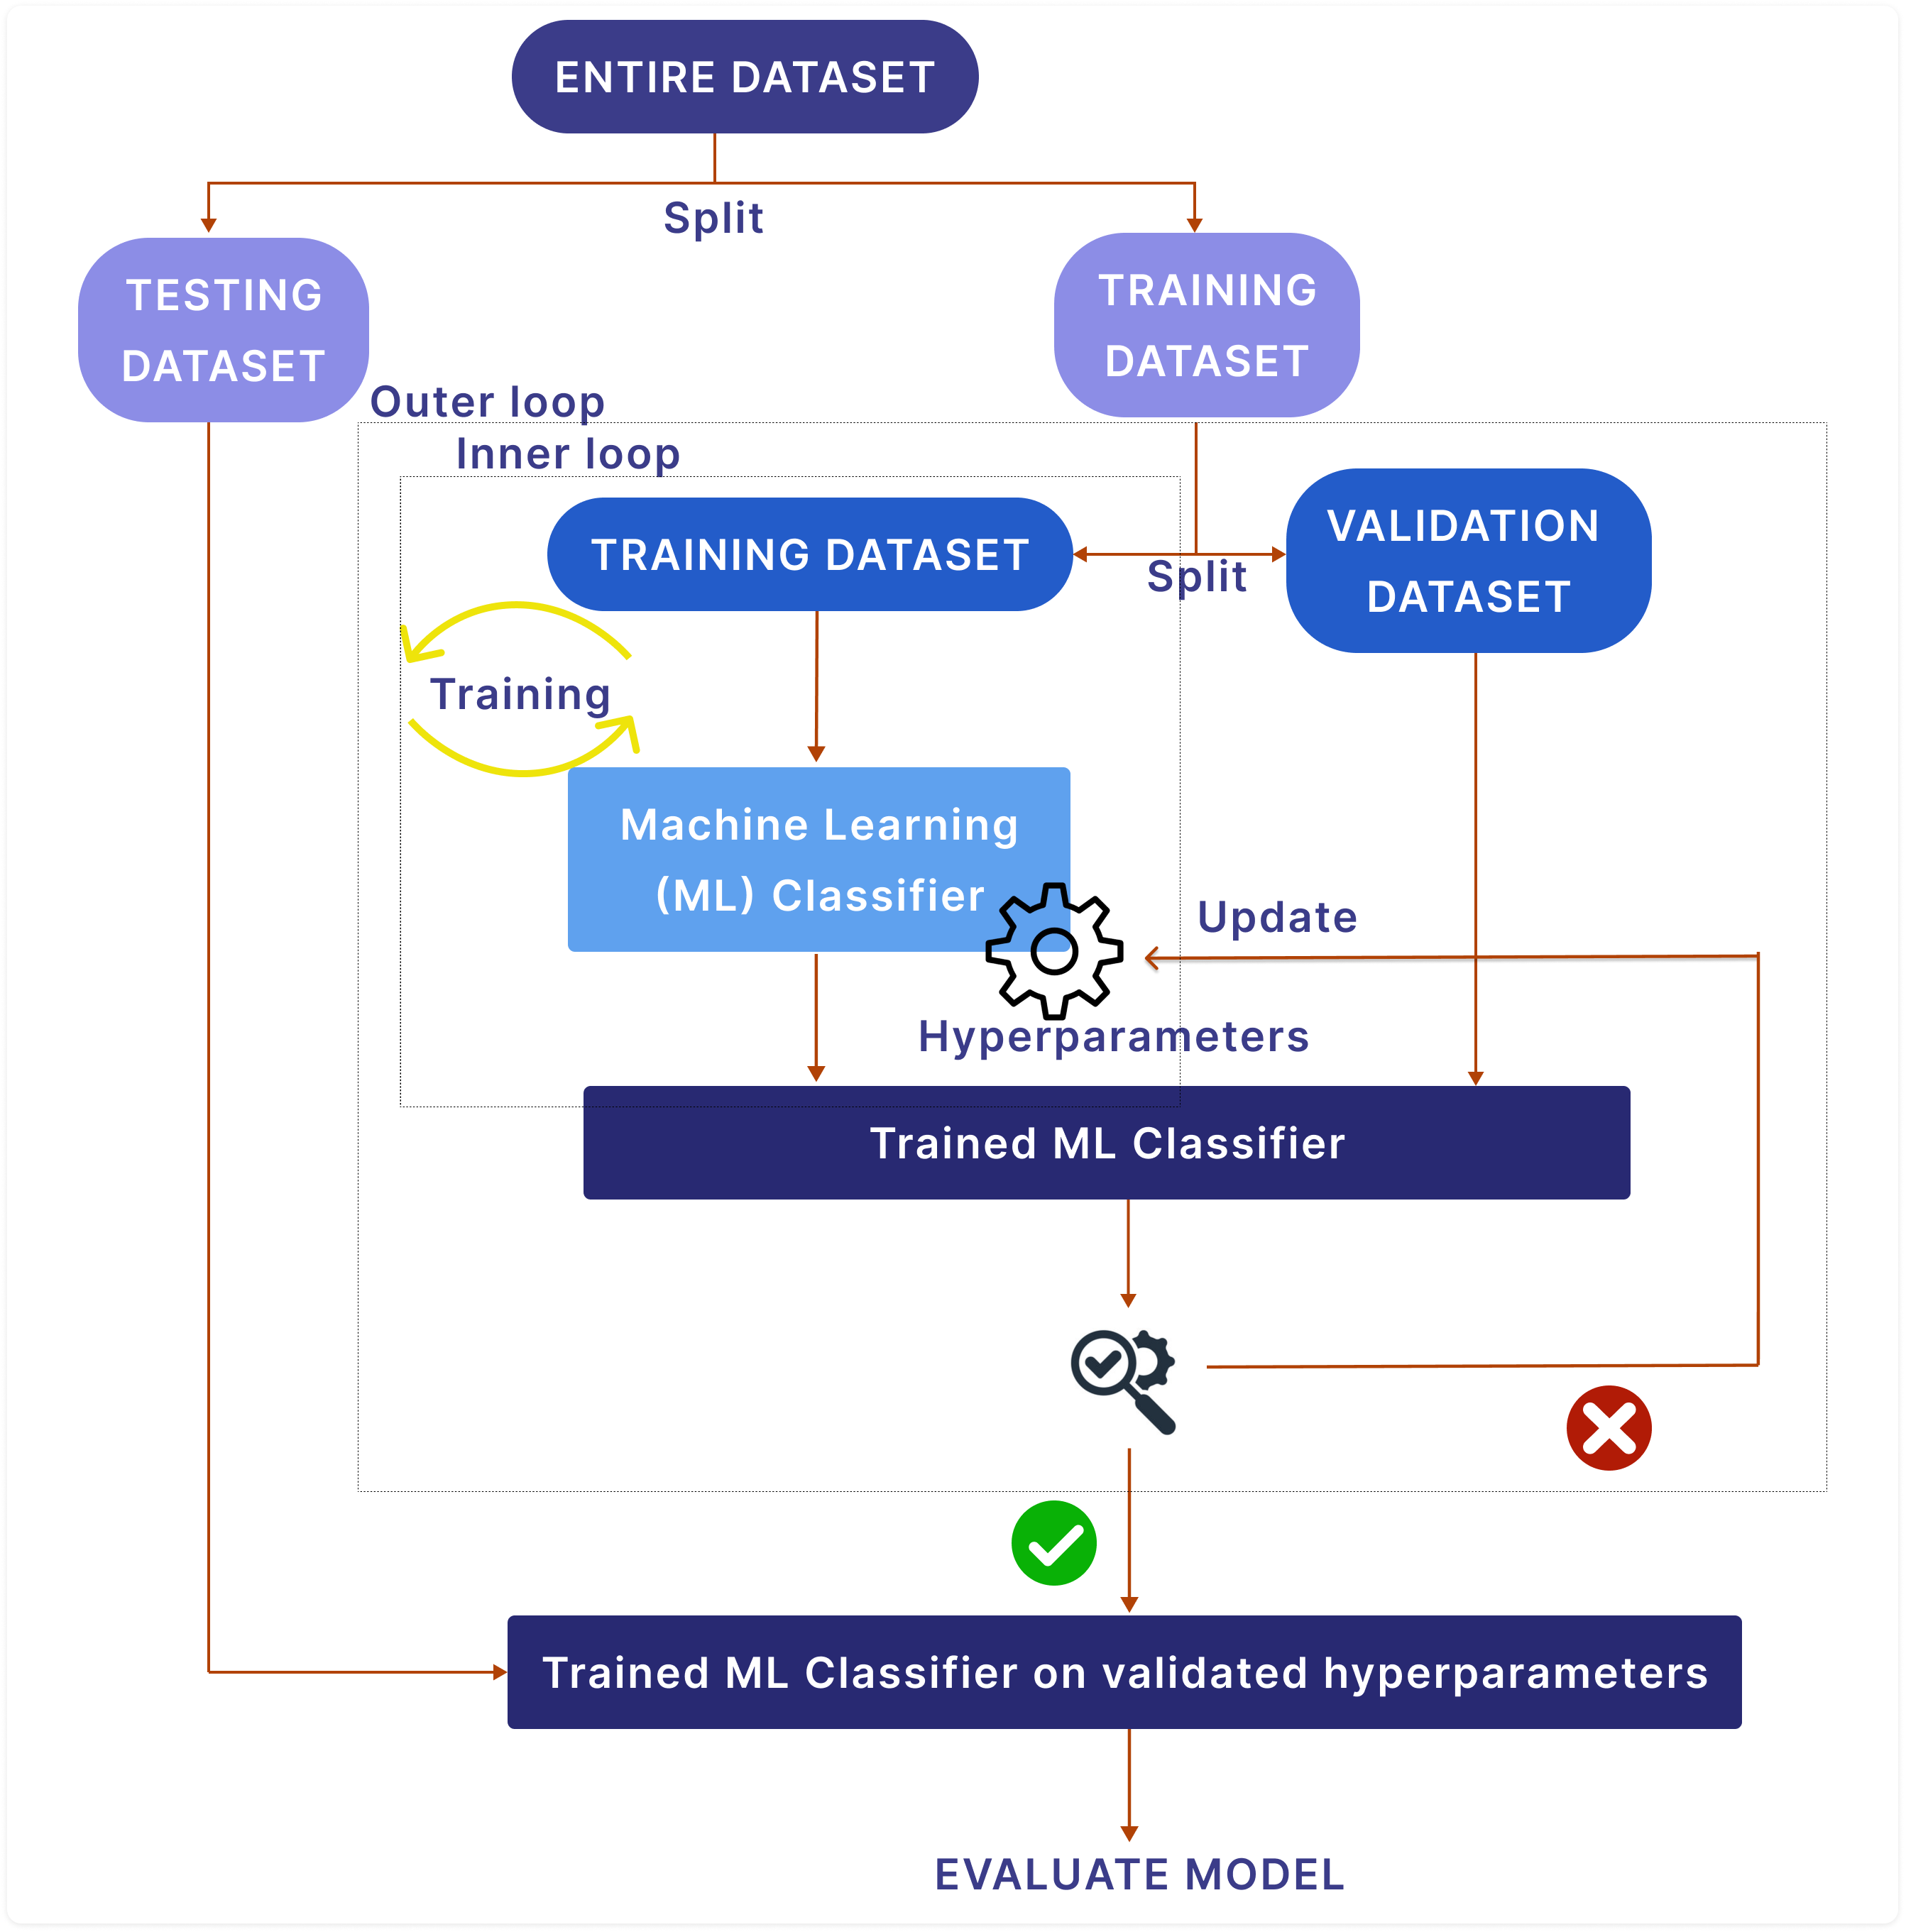 ENTIRE DATASET
Split
TESTING
DATASET
TRAINING
DATASET
Outer loop
Inner loop
TRAINING DATASET
Split
VALIDATION
DATASET
Training
Machine Learning
(ML) Classifier
Update
Hyperparameters
Trained ML Classifier
Trained ML Classifier on validated hyperparameters
EVALUATE MODEL